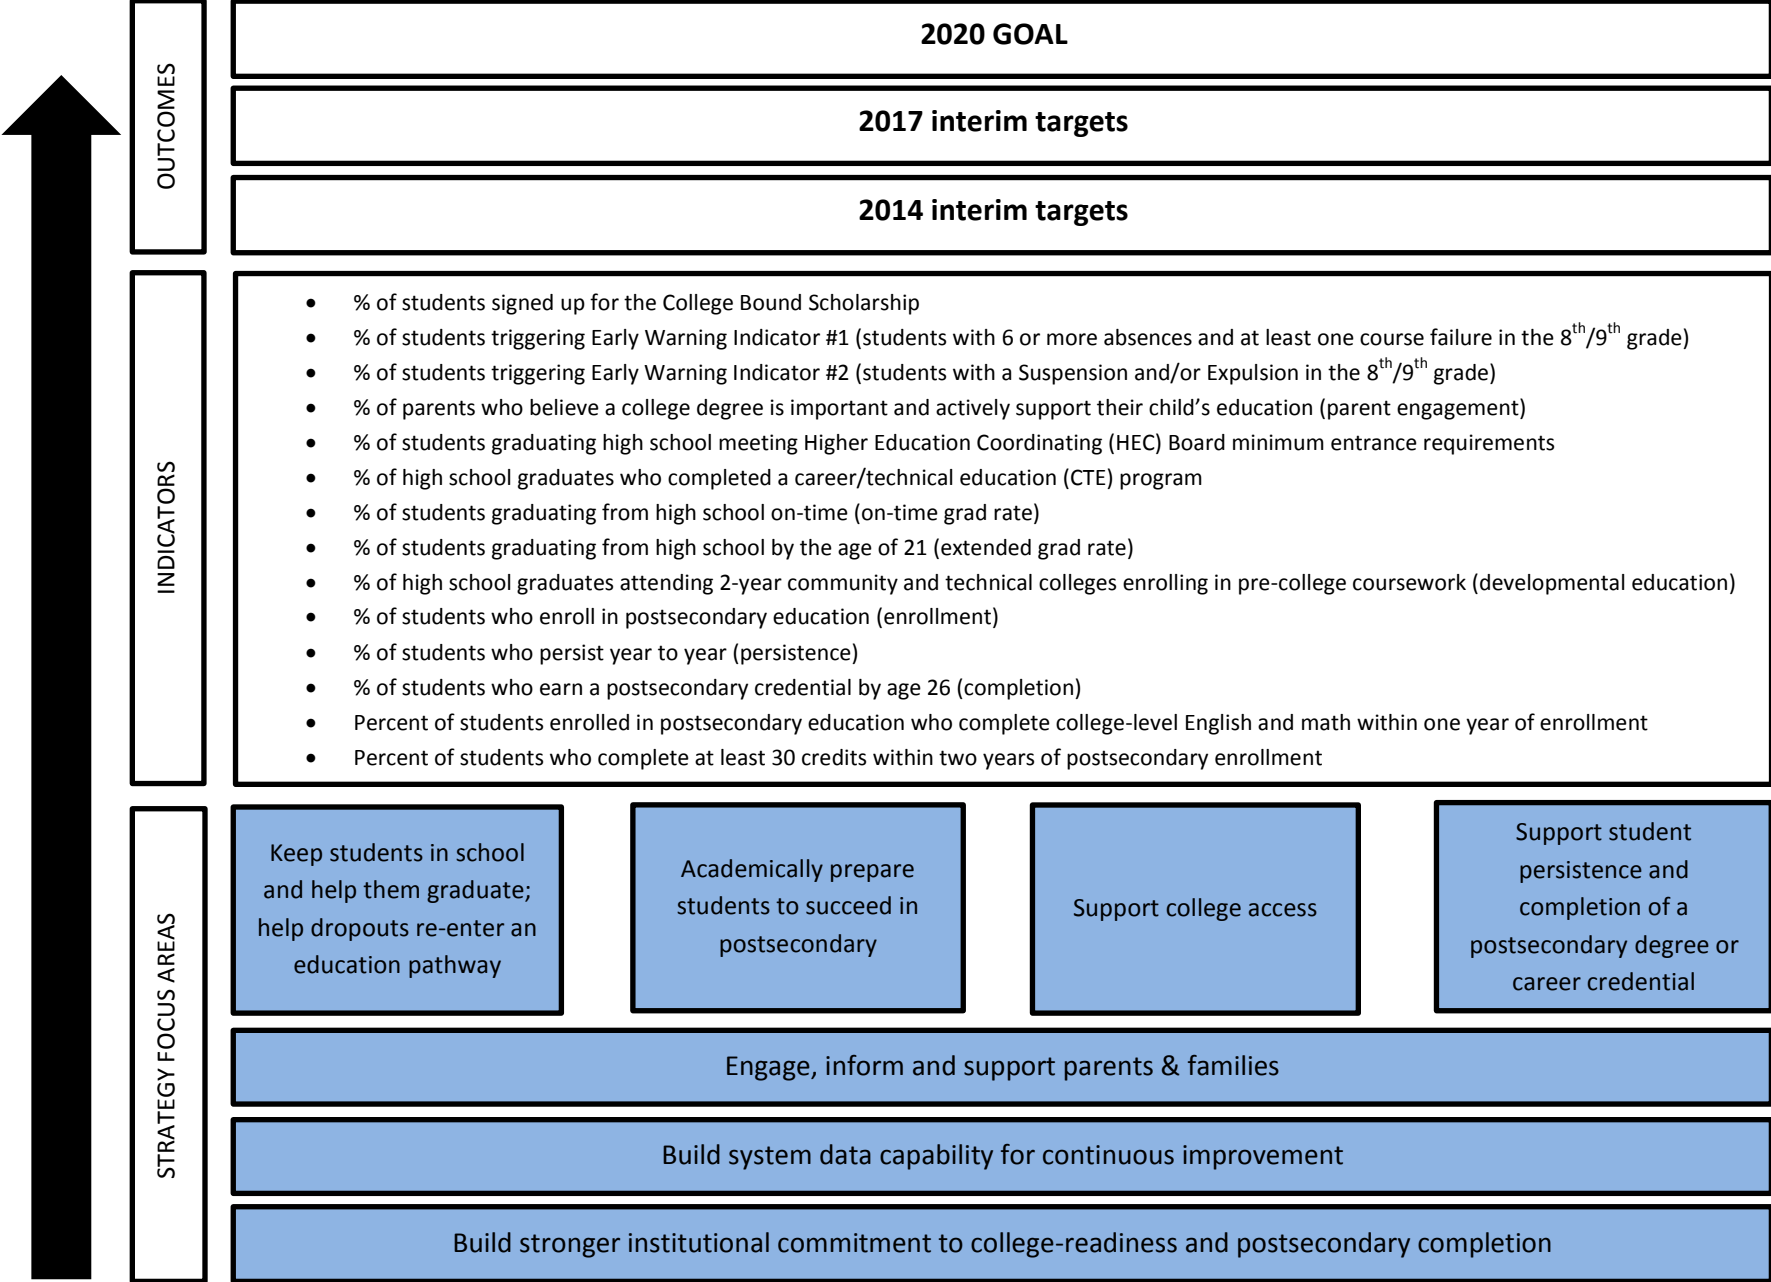 OUTCOMES
2020 GOAL
2017 interim targets
2014 interim targets
INDICATORS
• % of students signed up for the College Bound Scholarship
• % of students triggering Early Warning Indicator #1 (students with 6 or more absences and at least one course failure in the 8th/9th grade)
• % of students triggering Early Warning Indicator #2 (students with a Suspension and/or Expulsion in the 8th/9th grade)
• % of parents who believe a college degree is important and actively support their child’s education (parent engagement)
• % of students graduating high school meeting Higher Education Coordinating (HEC) Board minimum entrance requirements
• % of high school graduates who completed a career/technical education (CTE) program
• % of students graduating from high school on-time (on-time grad rate)
• % of students graduating from high school by the age of 21 (extended grad rate)
• % of high school graduates attending 2-year community and technical colleges enrolling in pre-college coursework (developmental education)
• % of students who enroll in postsecondary education (enrollment)
• % of students who persist year to year (persistence)
• % of students who earn a postsecondary credential by age 26 (completion)
• Percent of students enrolled in postsecondary education who complete college-level English and math within one year of enrollment
• Percent of students who complete at least 30 credits within two years of postsecondary enrollment
STRATEGY FOCUS AREAS
Keep students in school
and help them graduate;
help dropouts re-enter an
education pathway
Academically prepare
students to succeed in
postsecondary
Support college access
Support student
persistence and
completion of a
postsecondary degree or
career credential
Engage, inform and support parents & families
Build system data capability for continuous improvement
Build stronger institutional commitment to college-readiness and postsecondary completion